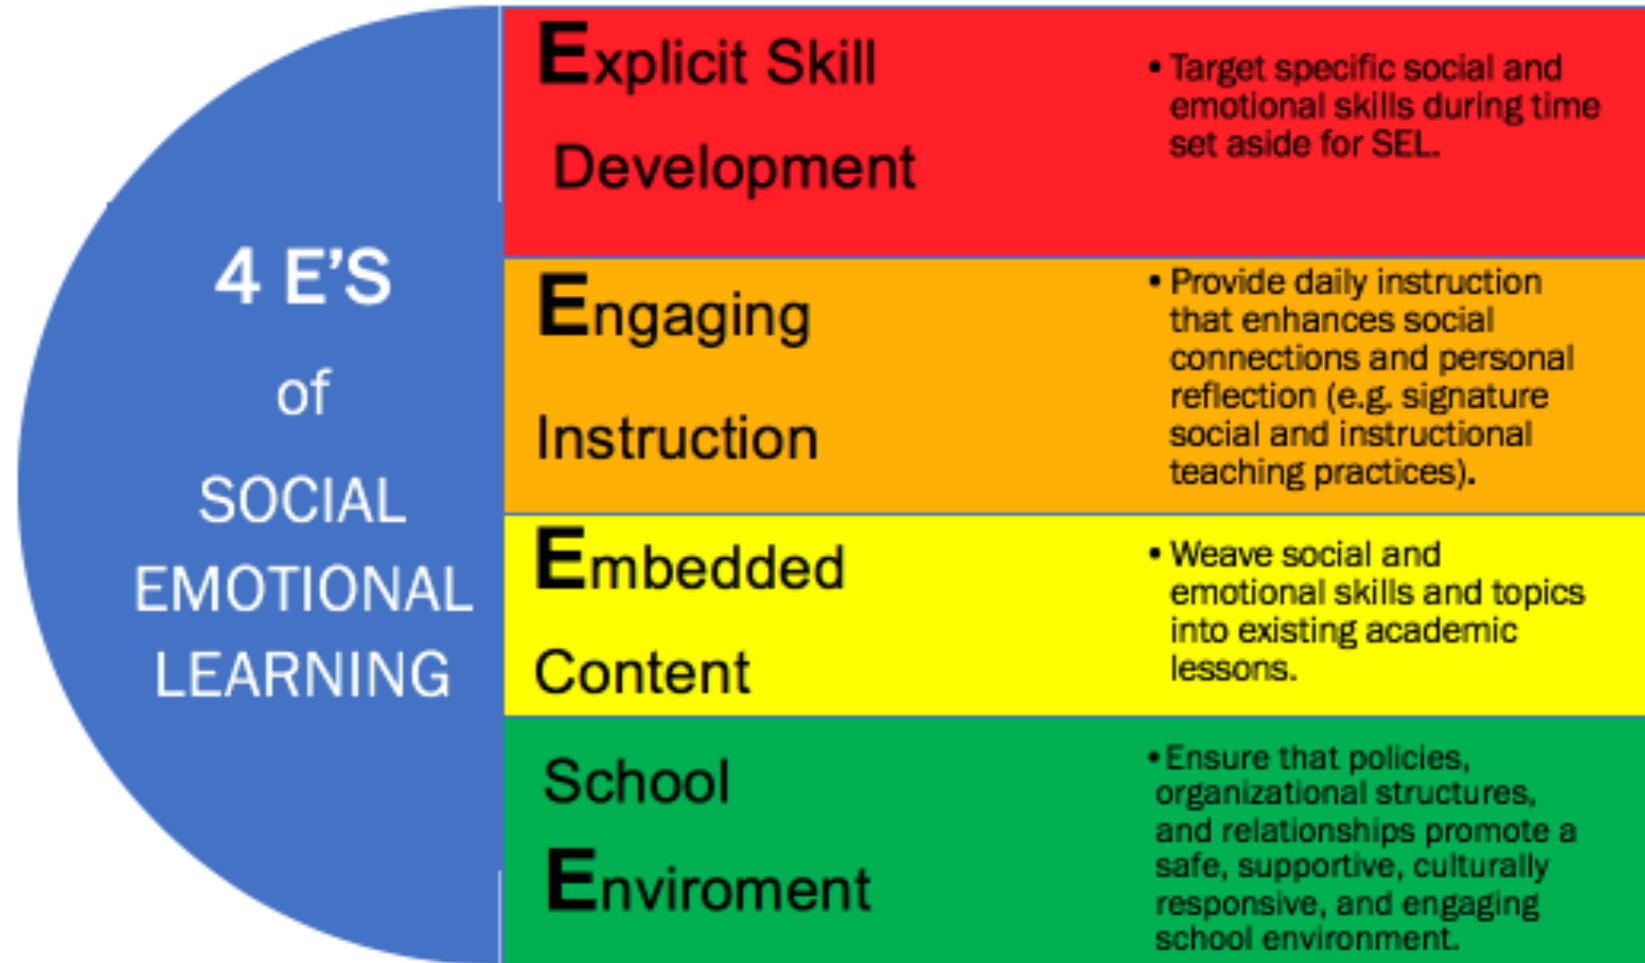 4 E'S
of
SOCIAL
EMOTIONAL
LEARNING
Explicit Skill
Development
• Target specific social and
emotional skills during time
set aside for SEL.
Engaging
Instruction
• Provide daily instruction
that enhances social
connections and personal
reflection (e.g. signature
social and instructional
teaching practices).
Embedded
Content
• Weave social and
emotional skills and topics
into existing academic
lessons.
School
Enviroment
• Ensure that policies,
organizational structures,
and relationships promote a
safe, supportive, culturally
responsive, and engaging
school environment.